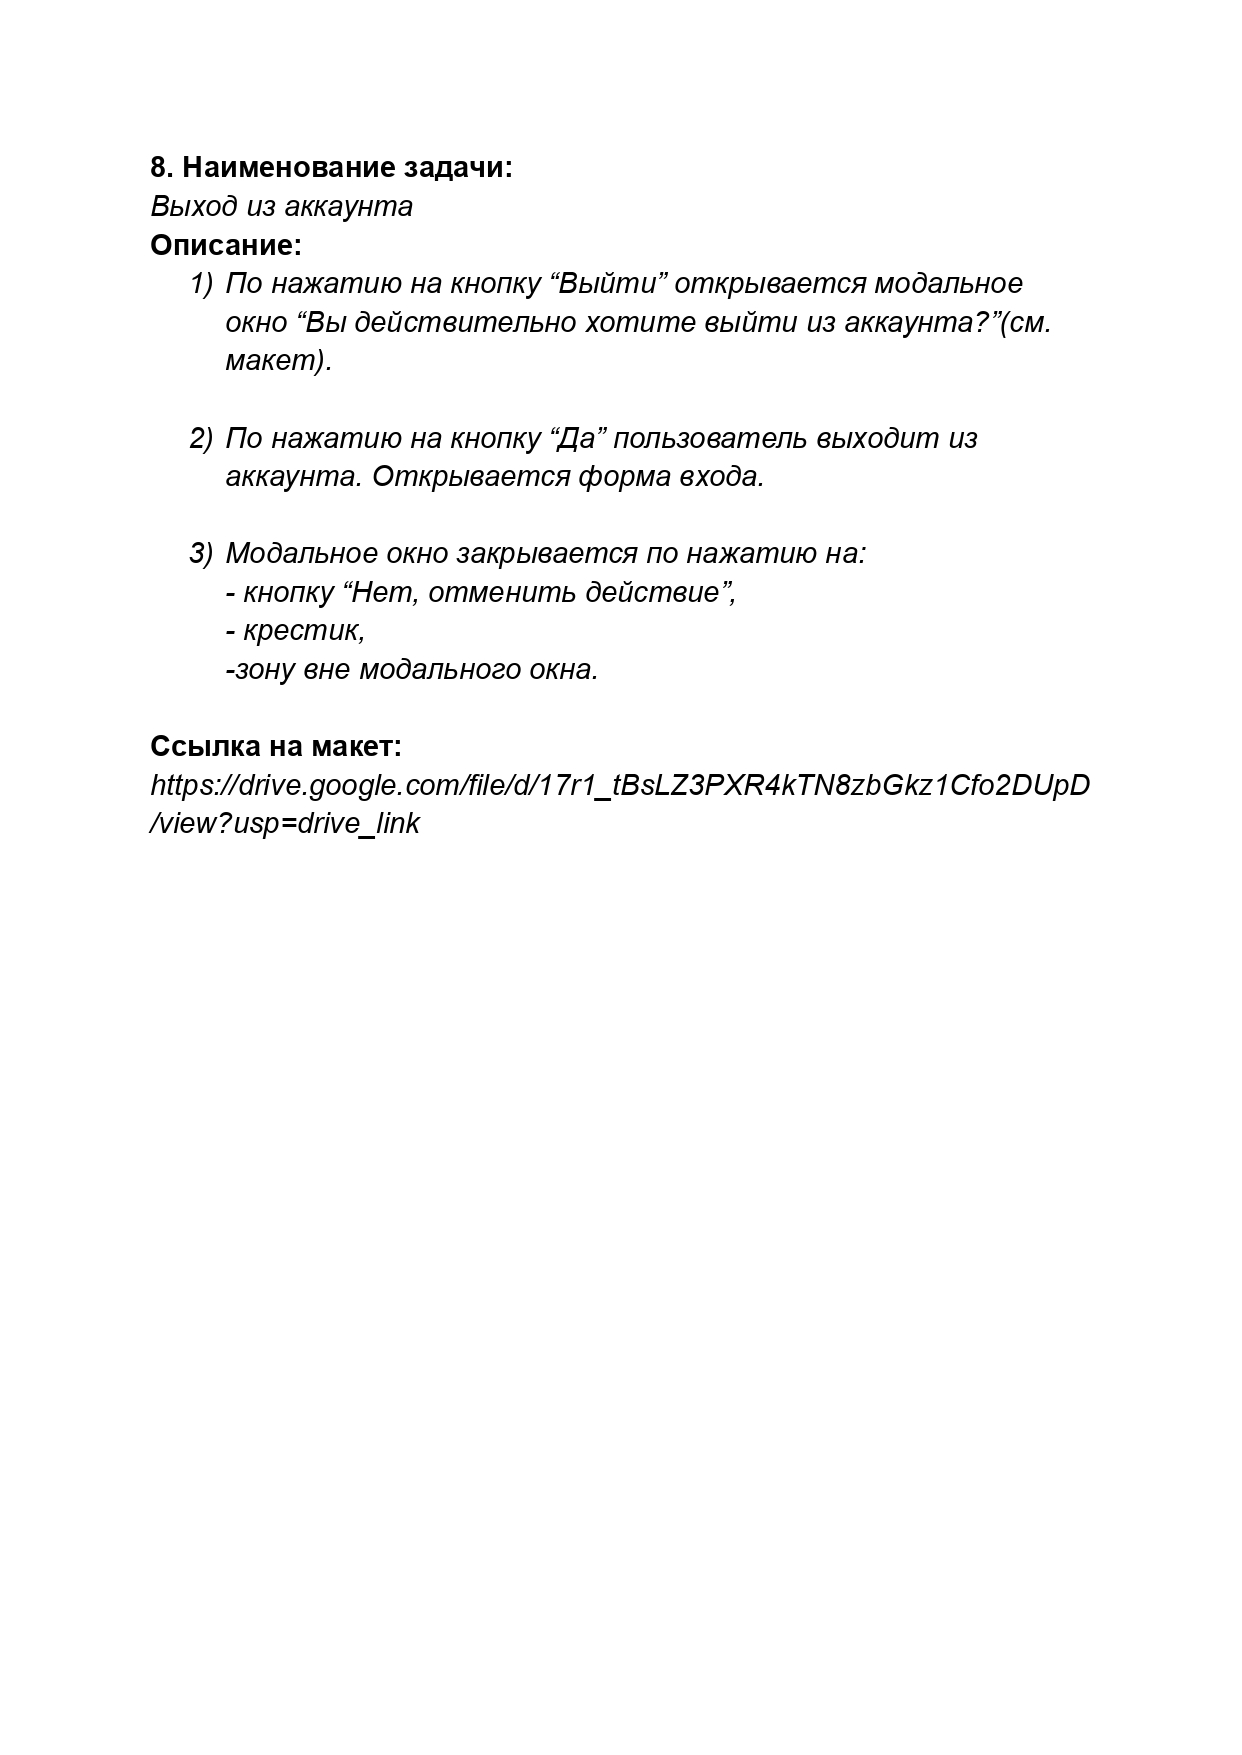 8. Наименование задачи:
Выход из аккаунта
Описание:
1) По нажатию на кнопку “Выйти” открывается модальное
окно “Вы действительно хотите выйти из аккаунта?”(см.
макет).
2) По нажатию на кнопку “Да” пользователь выходит из
аккаунта. Открывается форма входа.
3) Модальное окно закрывается по нажатию на:
- кнопку “Нет, отменить действие”,
- крестик,
-зону вне модального окна.
Ссылка на макет:
https://drive.google.com/file/d/17r1_tBsLZ3PXR4kTN8zbGkz1Cfo2DUpD
/view?usp=drive_link